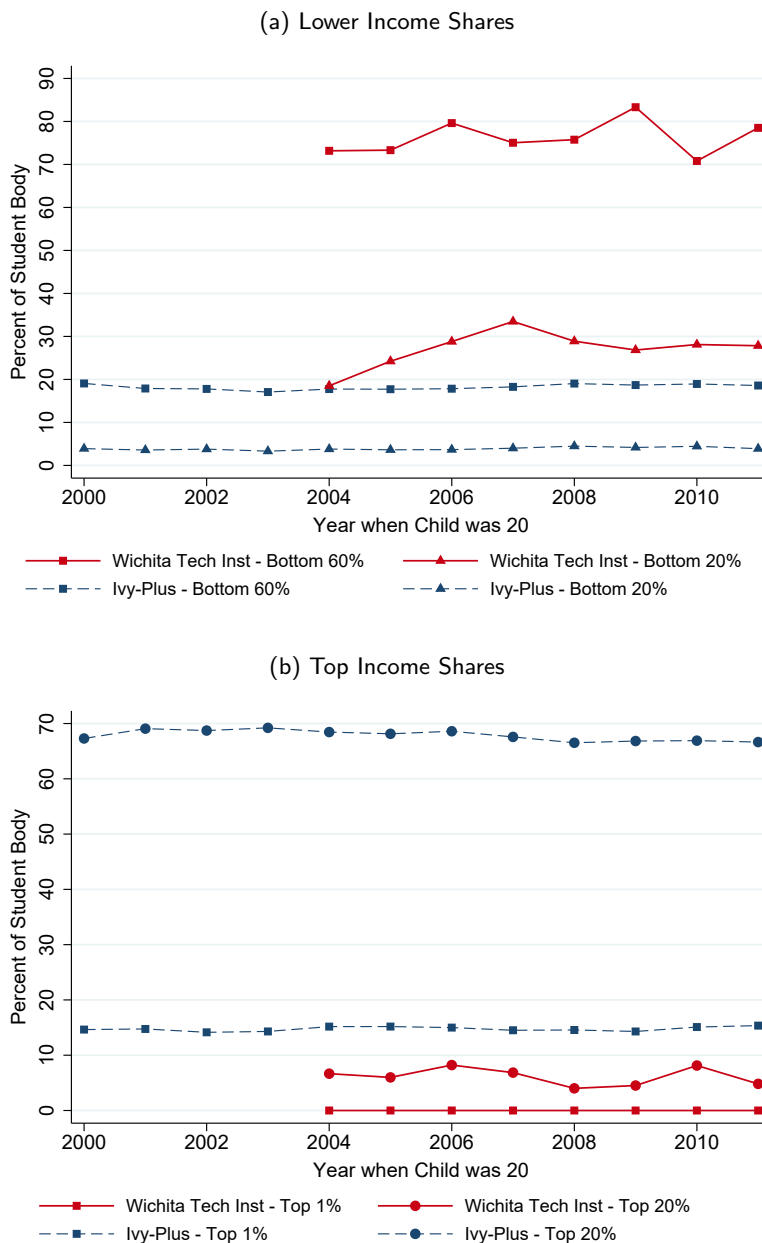 (a) Lower Income Shares
Percent of Student Body
90
80
70
60
50
40
30
20
10
0
2000 2002 2004 2006 2008 2010
Year when Child was 20
Wichita Tech Inst - Bottom 60% Wichita Tech Inst - Bottom 20%
Ivy-Plus - Bottom 60% Ivy-Plus - Bottom 20%
(b) Top Income Shares
Percent of Student Body
70
60
50
40
30
20
10
0
2000 2002 2004 2006 2008 2010
Year when Child was 20
Wichita Tech Inst - Top 1% Wichita Tech Inst - Top 20%
Ivy-Plus - Top 1% Ivy-Plus - Top 20%